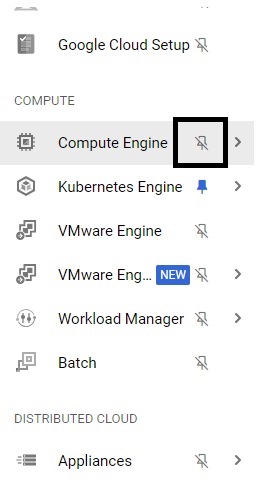 Google Cloud Setup
COMPUTE
Compute Engine
Kubernetes Engine
VMware Engine
VMware Eng... NEW
Workload Manager
Batch
DISTRIBUTED CLOUD
Appliances